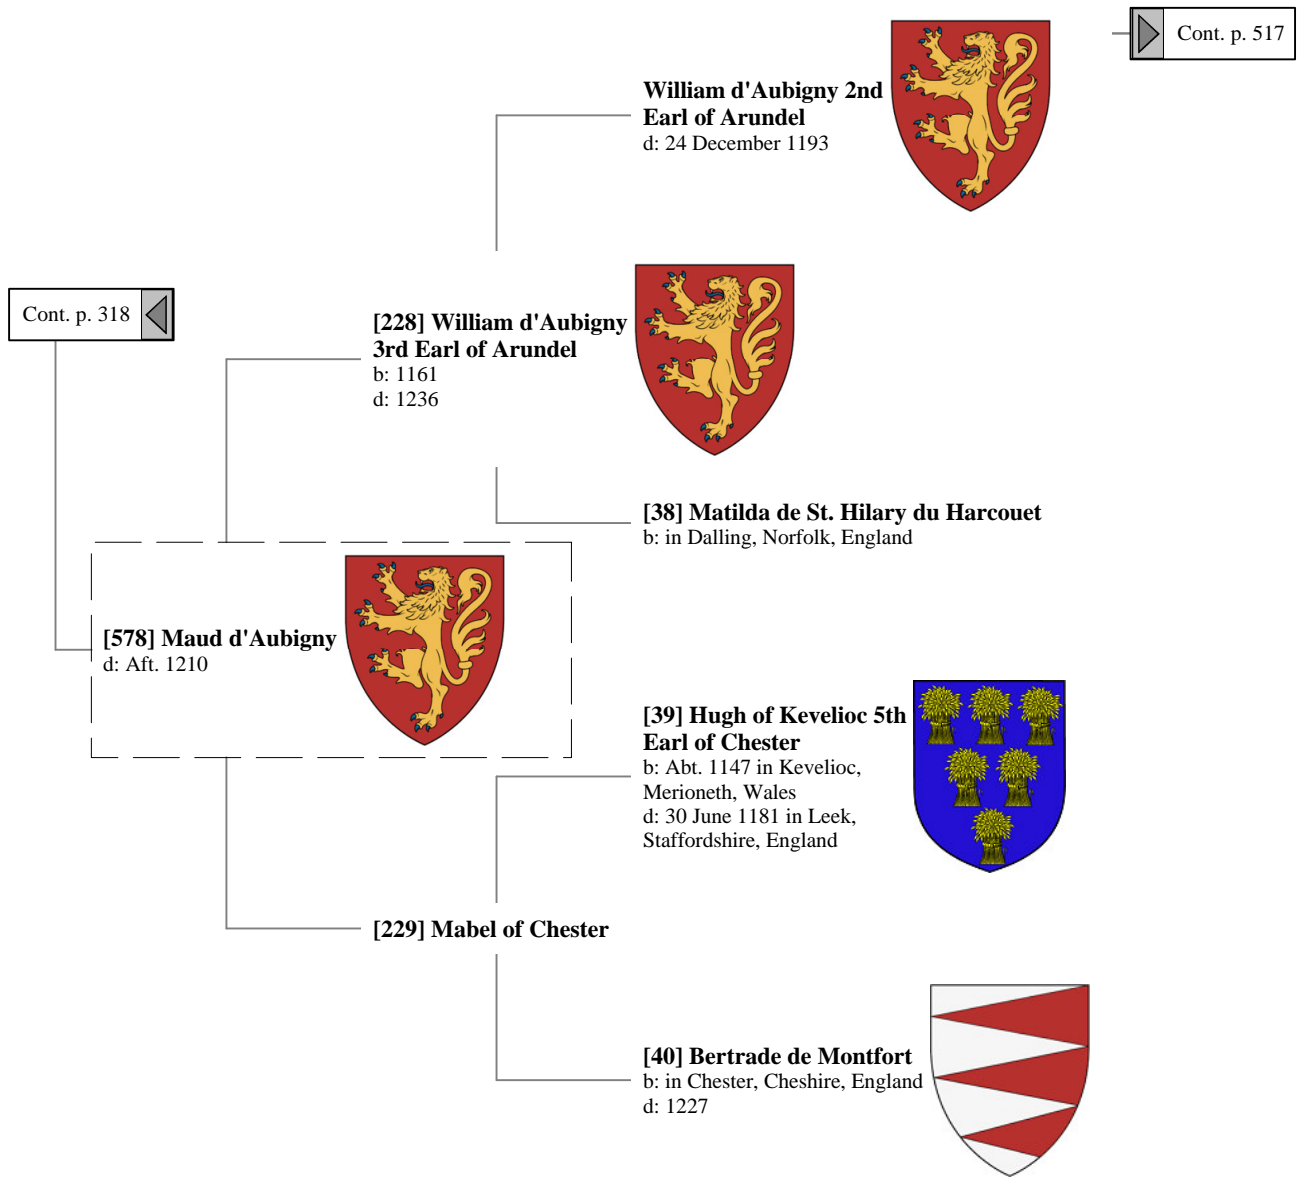 Cont. p. 517
William d'Aubigny 2nd
Earl of Arundel
d: 24 December 1193
Cont. p. 318
[228] William d'Aubigny
3rd Earl of Arundel
b: 1161
d: 1236
[38] Matilda de St. Hilary du Harcouet
b: in Dalling, Norfolk, England
[578] Maud d'Aubigny
d: Aft. 1210
[39] Hugh of Kevelioc 5th
Earl of Chester
b: Abt. 1147 in Kevelioc,
Merioneth, Wales
d: 30 June 1181 in Leek,
Staffordshire, England
[229] Mabel of Chester
[40] Bertrade de Montfort
b: in Chester, Cheshire, England
d: 1227